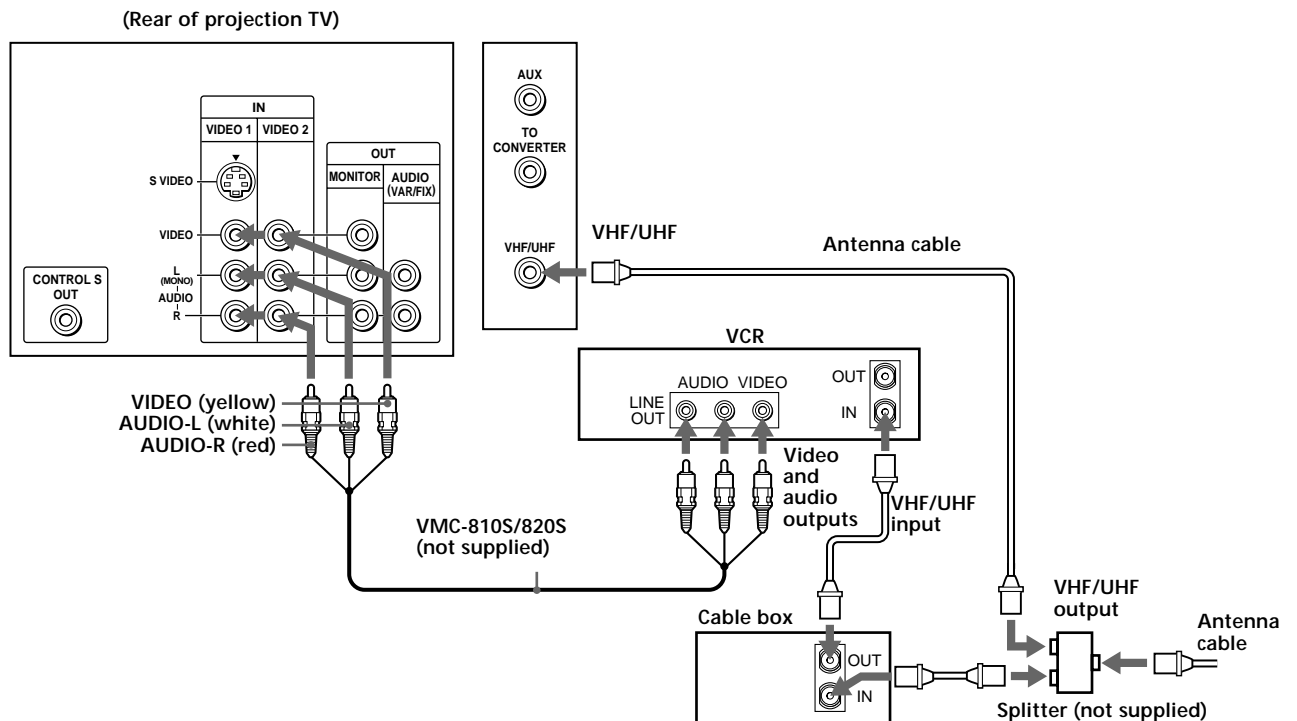 (Rear of projection TV)
IN
VIDEO 1
VIDEO 2
S VIDEO
VIDEO
L
(MONO)
AUDIO
R
OUT
MONITOR
AUDIO
(VAR/FIX)
CONTROL S
OUT
AUX
TO
CONVERTER
VHF/UHF
VHF/UHF
Antenna cable
VCR
AUDIO VIDEO
LINE
OUT
OUT
IN
VIDEO (yellow)
AUDIO-L (white)
AUDIO-R (red)
Video
and
audio
outputs
VHF/UHF
input
VMC-810S/820S
(not supplied)
Cable box
OUT
IN
VHF/UHF
output
Antenna
cable
Splitter (not supplied)